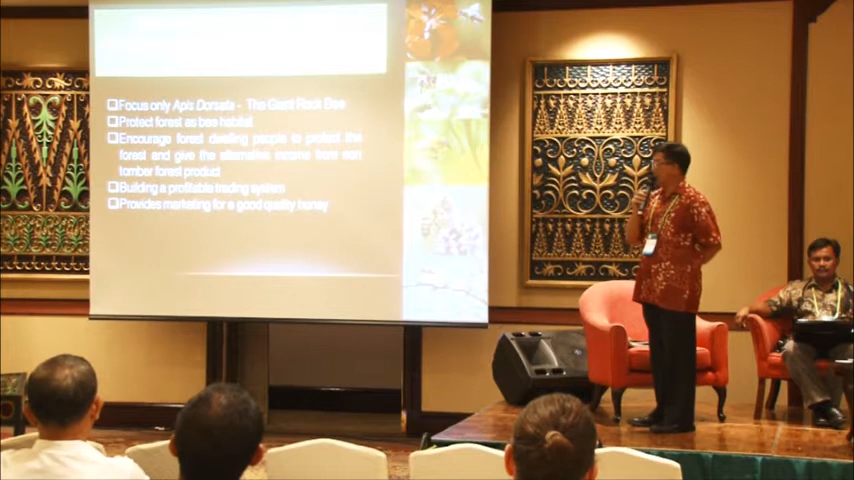 ❑Focus only Apis Dorsata - The Giant Rock Bee
❑Protect forest as bee habitat
❑Encourage forest dwelling people to protect the
forest and give the alternative income from non
tomber forest product
❑Building a profitable trading system
❑Provides marketing for a good quality honey